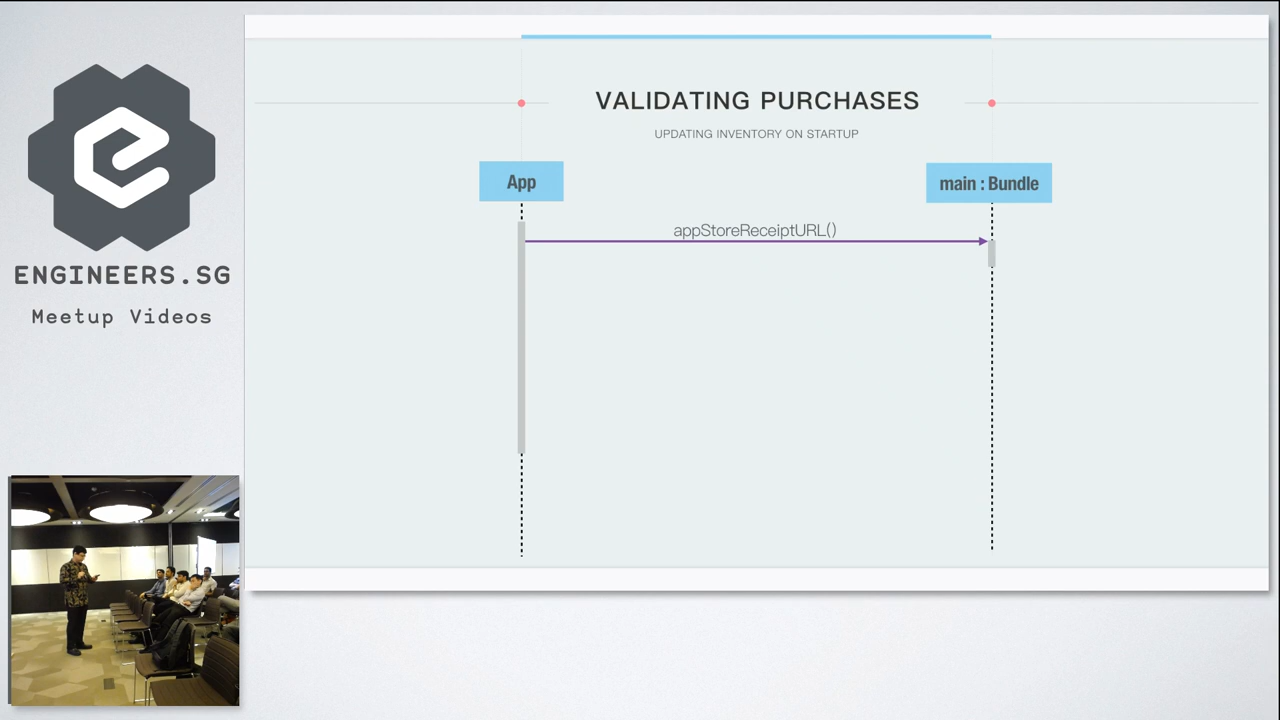 ENGINEERS.SG
Meetup Videos
VALIDATING PURCHASES
UPDATING INVENTORY ON STARTUP
App
main : Bundle
appStoreReceiptURL()